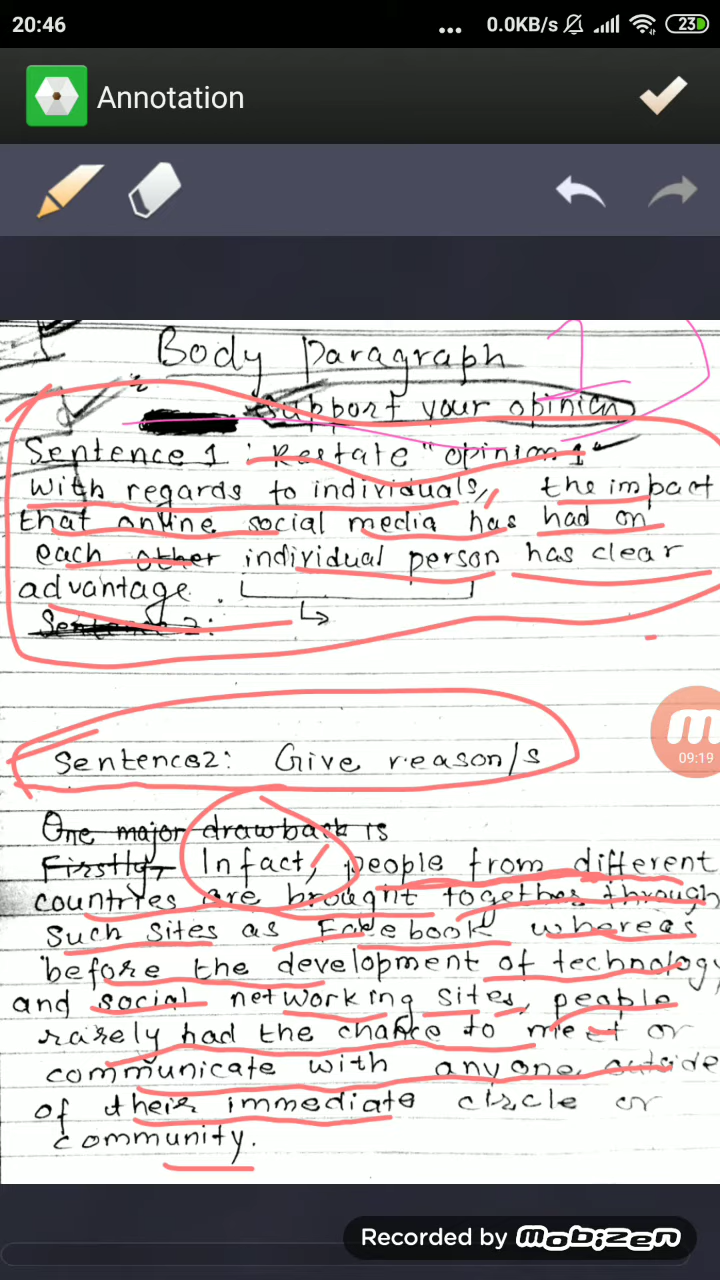 20:46 ... 0.0KB/s 23
Annotation
Body Paragraph 1
Support your opinion
Sentence 1 : Restate "opinion 1"
With regards to individuals, the impact
that online social media has had on
each other individual person has clear
advantage.
Sentence 2:
Sentence2: Give reason/s
One major drawback is
Firstly, Infact, people from different
countries are brought together through
Such sites as Facebook whereas
before the development of technology
and social networking sites, people
rarely had the chance to meet or
communicate with anyone outside
of their immediate circle or
community.
09:19
Recorded by mobizen